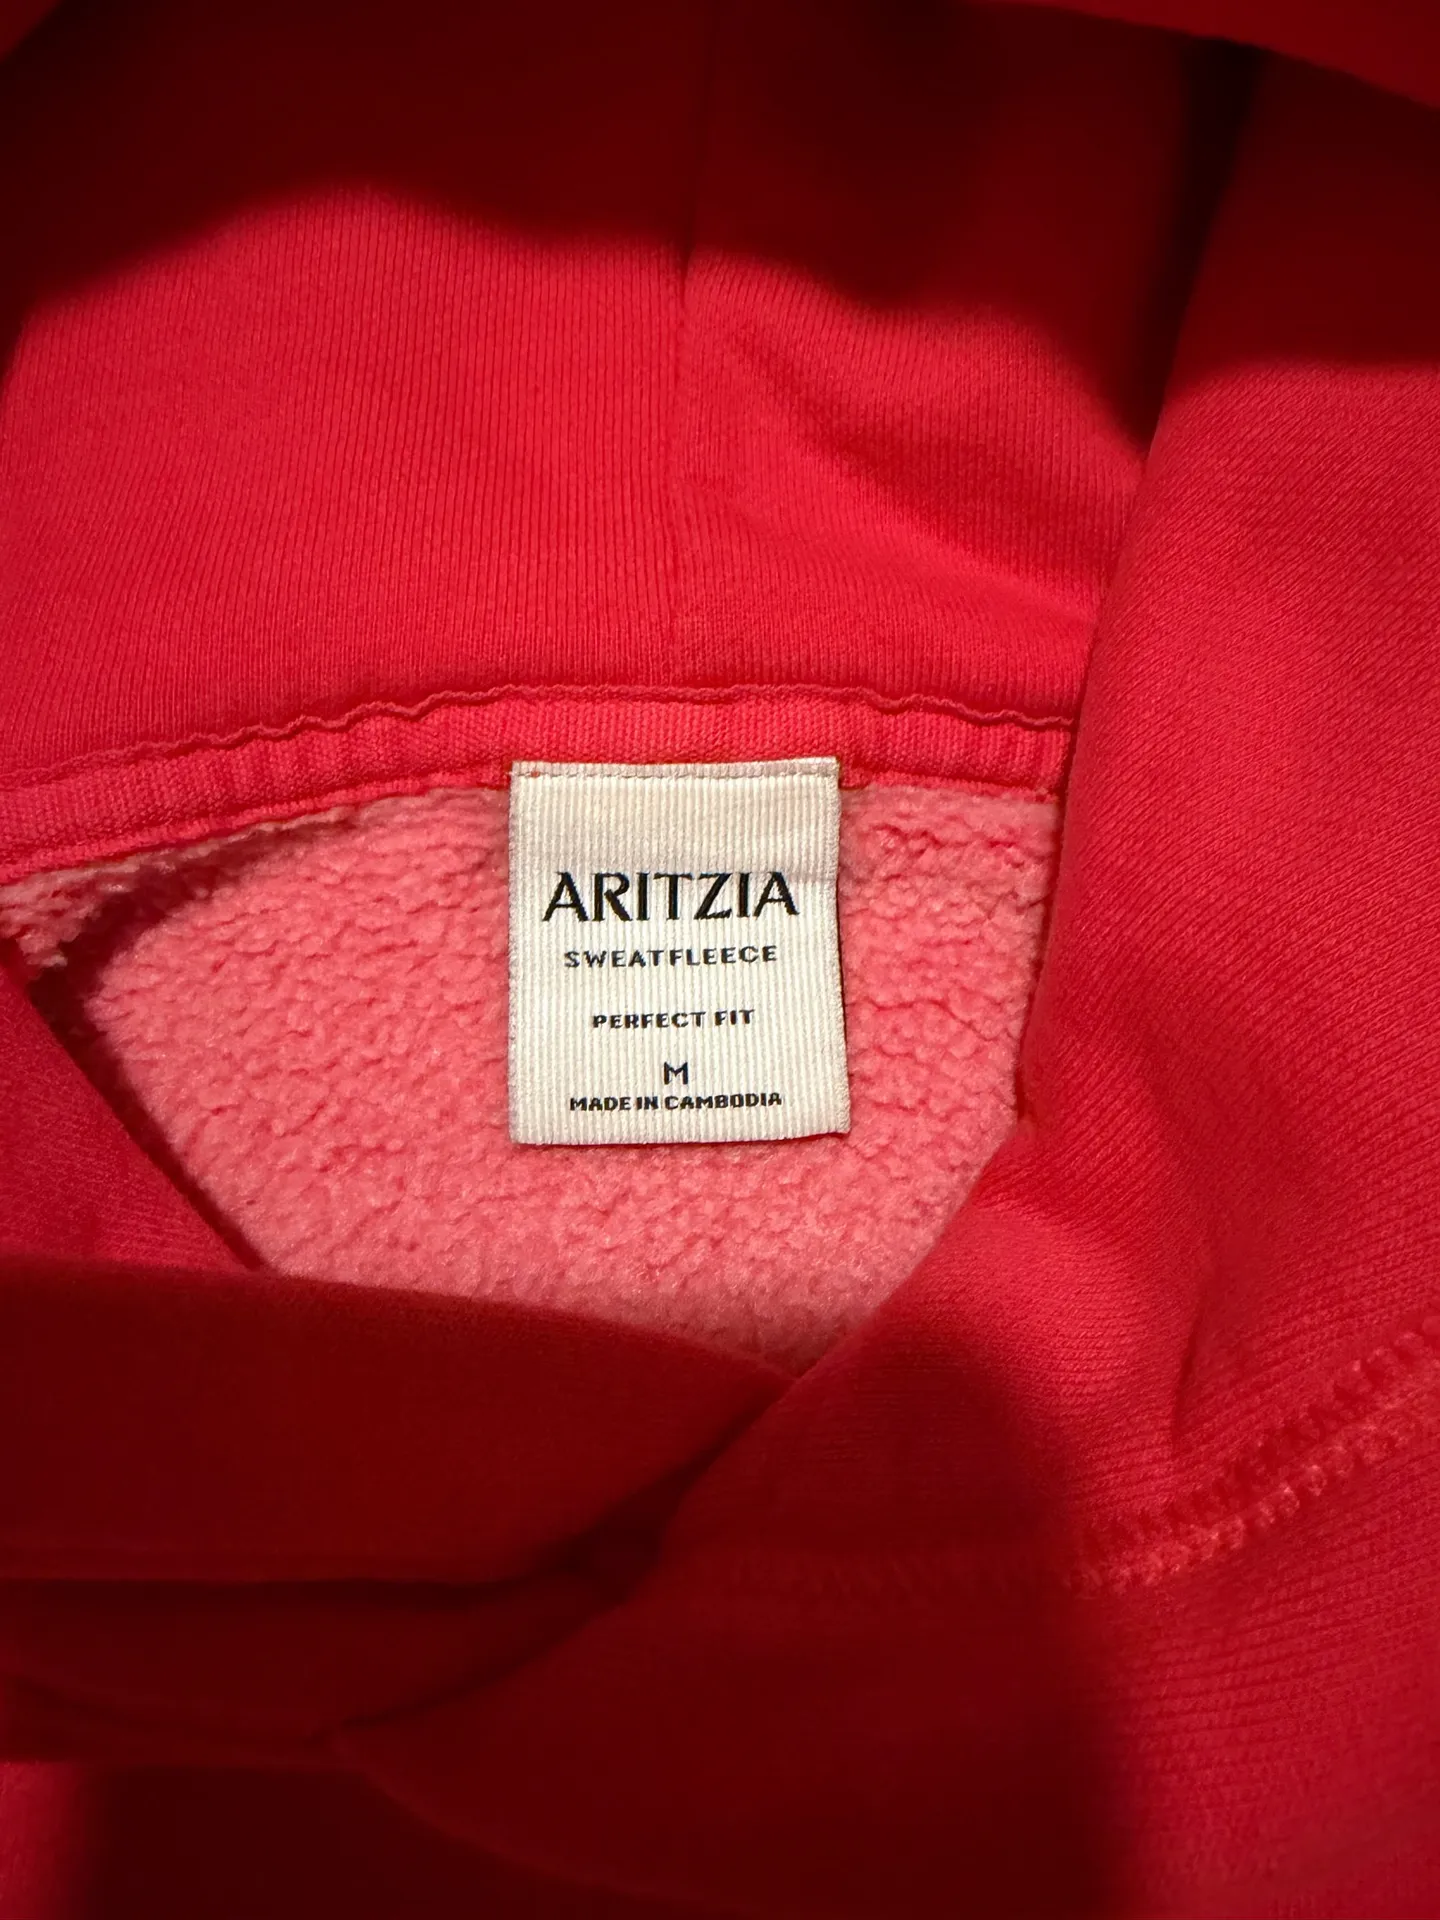 ARITZIA
SWEATFLEECE
PERFECT FIT
M
MADE IN CAMBODIA